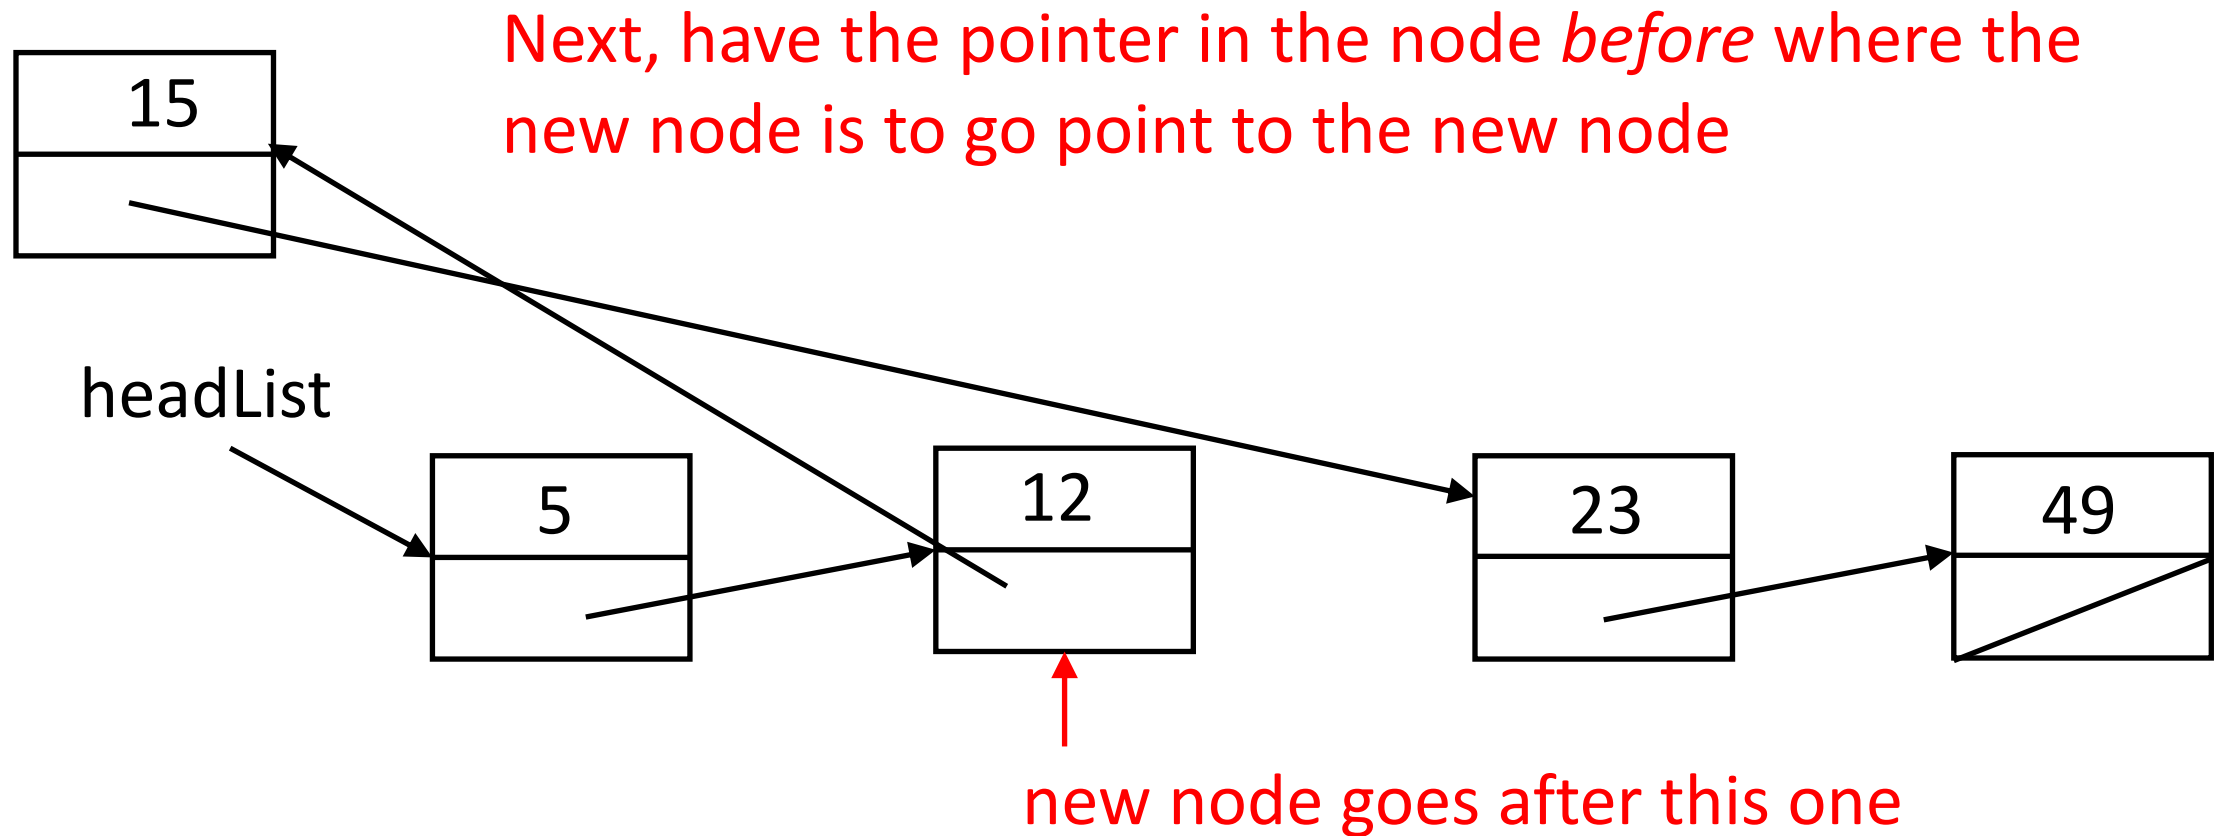 Next, have the pointer in the node before where the
new node is to go point to the new node
15
headList
5
12
23
49
new node goes after this one